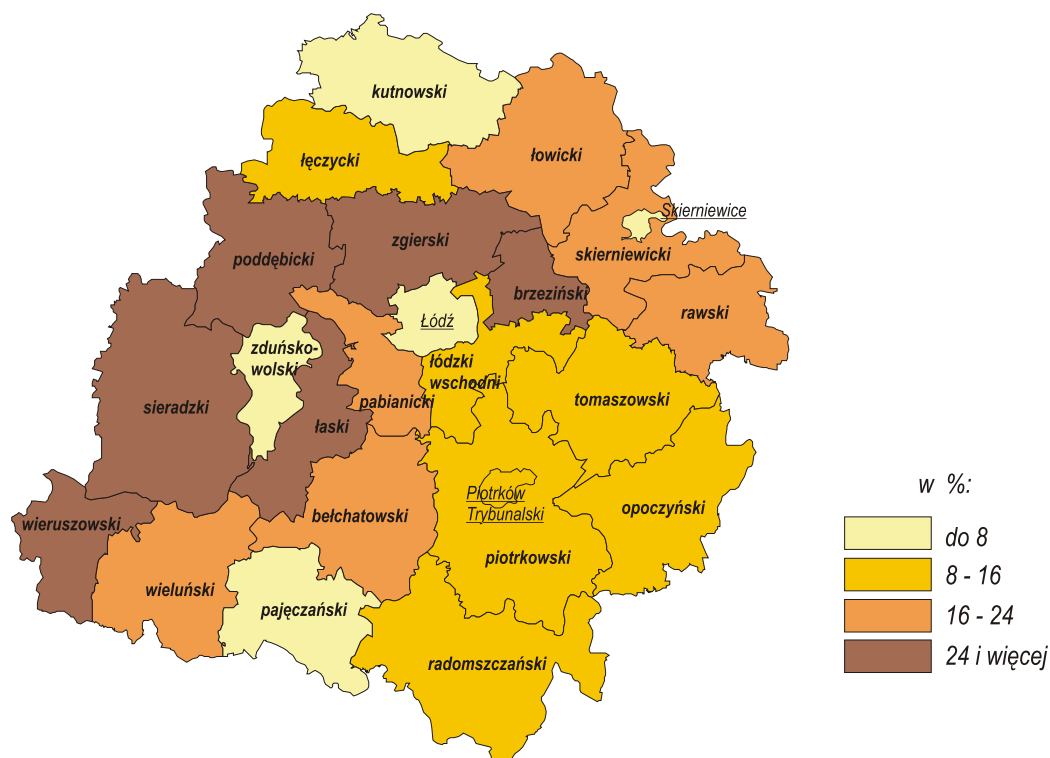 kutnowski
łęczycki
łowicki
Skierniewice
zgierski
skierniewicki
poddębicki
brzeziński
rawski
Łódź
zduńsko-
wolski
łódzki
wschodni
pabianicki
tomaszowski
sieradzki
łaski
Piotrków
Trybunalski
opoczyński
wieruszowski
bełchatowski
piotrkowski
wieluński
pajęczański
radomszczański
w %:
do 8
8 - 16
16 - 24
24 i więcej